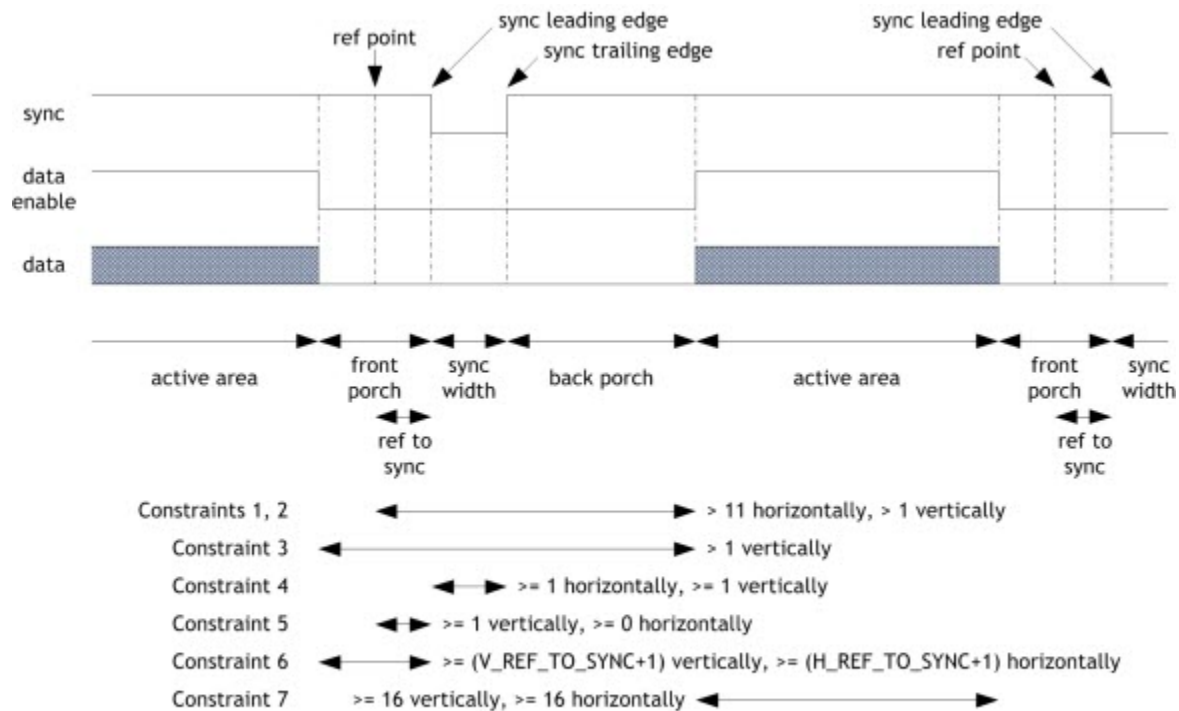 sync leading edge
sync leading edge
ref point
sync trailing edge
ref point
sync
data
enable
data
active area
front
porch
sync
width
back porch
active area
front
porch
sync
width
ref to
sync
ref to
sync
Constraints 1, 2
> 11 horizontally, > 1 vertically
Constraint 3
> 1 vertically
Constraint 4
>= 1 horizontally, >= 1 vertically
Constraint 5
>= 1 vertically, >= 0 horizontally
Constraint 6
>= (V_REF_TO_SYNC+1) vertically, >= (H_REF_TO_SYNC+1) horizontally
Constraint 7
>= 16 vertically, >= 16 horizontally